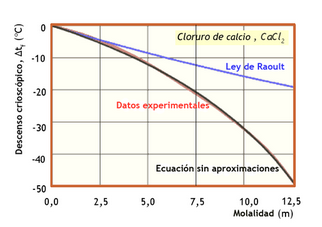 Descenso crioscópico, Δt_f (°C)
0
-10
-20
-30
-40
-50
Cloruro de calcio , CaCl₂
Ley de Raoult
Datos experimentales
Ecuación sin aproximaciones
0,0 2,5 5,0 7,5 10,0 12,5
Molalidad (m)